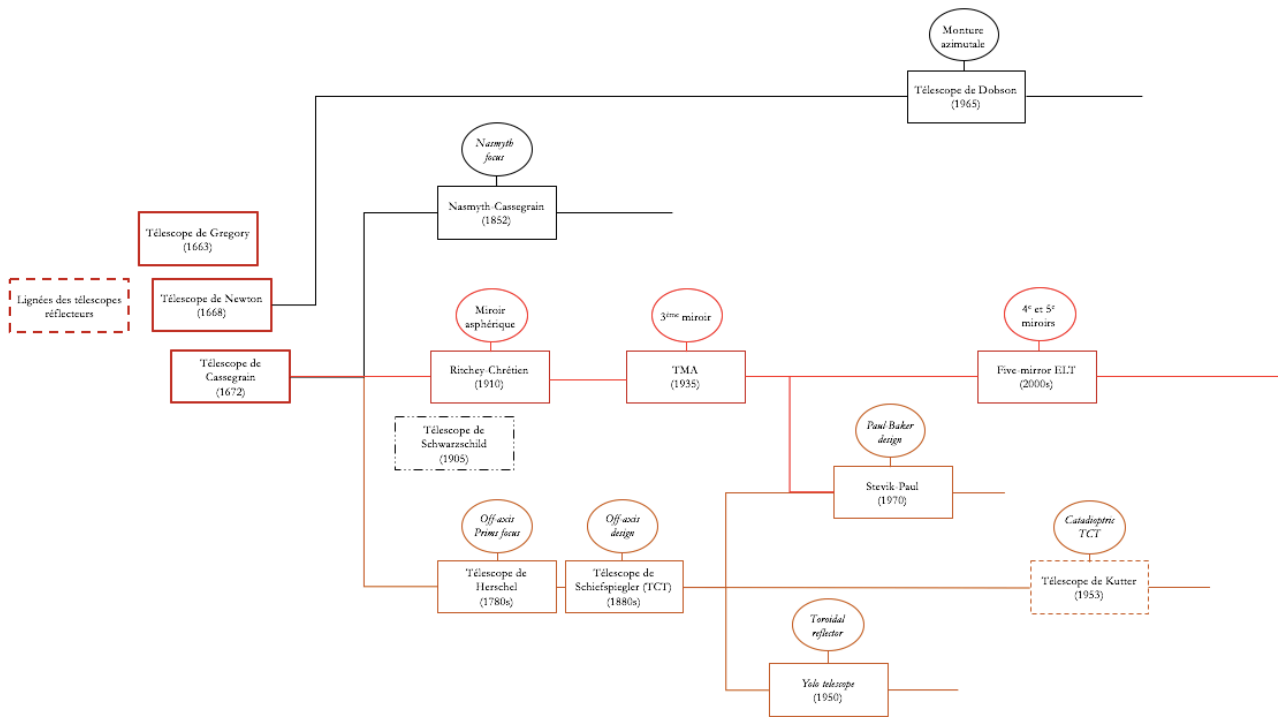 Monture
azimutale
Télescope de Dobson
(1965)
Nasmyth
focus
Nasmyth-Cassegrain
(1852)
Télescope de Gregory
(1663)
Lignées des télescopes
réflecteurs
Télescope de Newton
(1668)
Miroir
asphérique
3ème miroir
4e et 5e
miroirs
Télescope de
Cassegrain
(1672)
Ritchey-Chrétien
(1910)
TMA
(1935)
Five-mirror ELT
(2000s)
Télescope de
Schwarzschild
(1905)
Paul-Baker
design
Stevik-Paul
(1970)
Off-axis
Prims focus
Off-axis
design
Catadioptric
TCT
Télescope de
Herschel
(1780s)
Télescope de
Schiefspiegler (TCT)
(1880s)
Télescope de Kutter
(1953)
Toroidal
reflector
Yolo telescope
(1950)